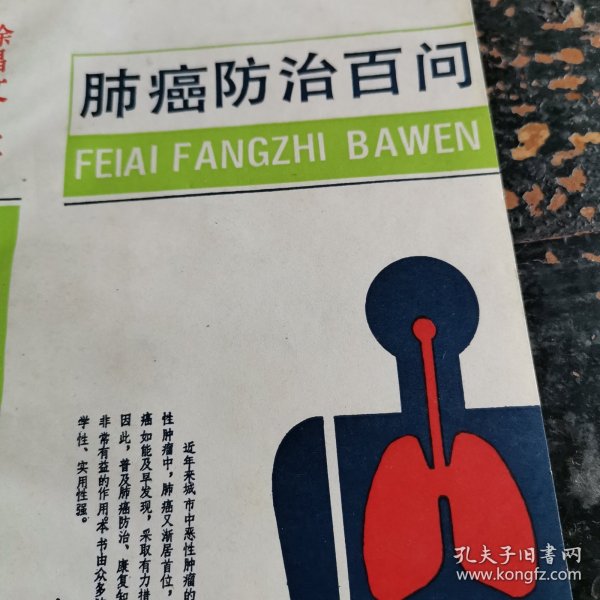 肺癌防治百问
FEIAI FANGZHI BAWEN
近年来城市中恶性肿瘤的
性肿瘤中，肺癌又渐居首位，
癌如能及早发现，采取有力措
因此，普及肺癌防治、康复知
非常有益的作用。本书由众多
学性、实用性强。
孔夫子旧书网
www.kongfz.com